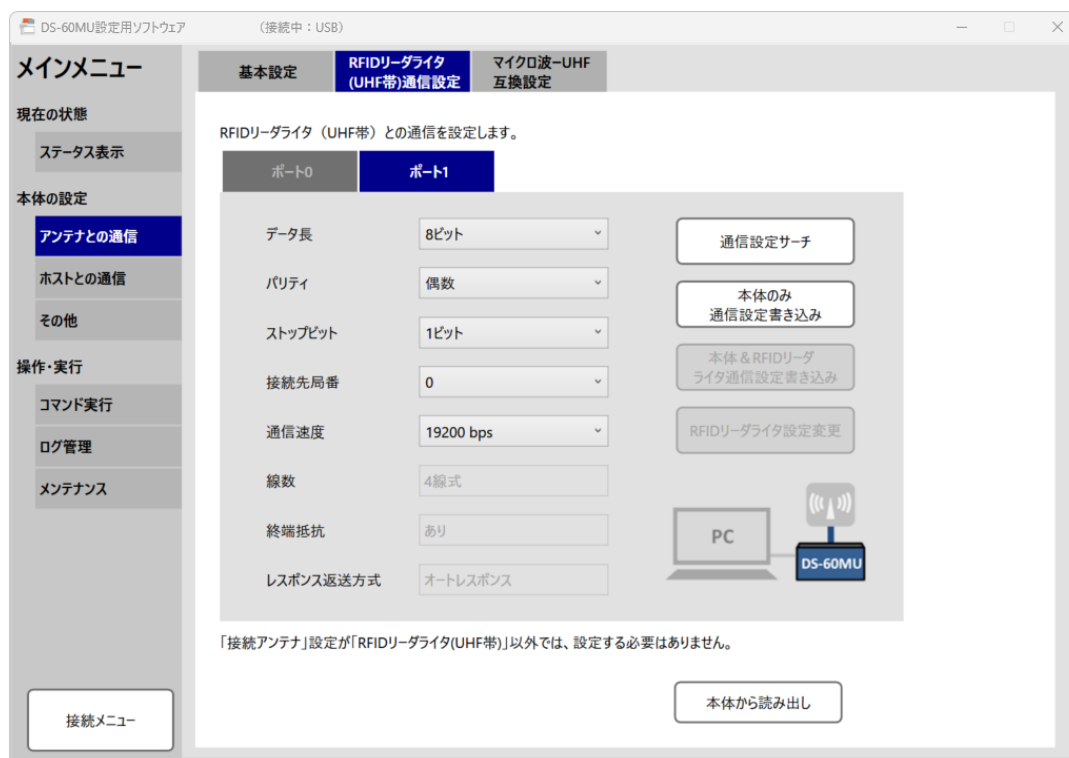 DS-60MU設定用ソフトウェア （接続中：USB）
メインメニュー
現在の状態
ステータス表示
本体の設定
アンテナとの通信
ホストとの通信
その他
操作・実行
コマンド実行
ログ管理
メンテナンス
接続メニュー
基本設定
RFIDリーダライタ
(UHF帯)通信設定
マイクロ波ーUHF
互換設定
RFIDリーダライタ（UHF帯）との通信を設定します。
ポート0
ポート1
データ長 8ビット
パリティ 偶数
ストップビット 1ビット
接続先局番 0
通信速度 19200 bps
線数 4線式
終端抵抗 あり
レスポンス返送方式 オートレスポンス
通信設定サーチ
本体のみ
通信設定書き込み
本体＆RFIDリーダ
ライタ通信設定書き込み
RFIDリーダライタ設定変更
PC
DS-60MU
「接続アンテナ」設定が「RFIDリーダライタ(UHF帯)」以外では、設定する必要はありません。
本体から読み出し